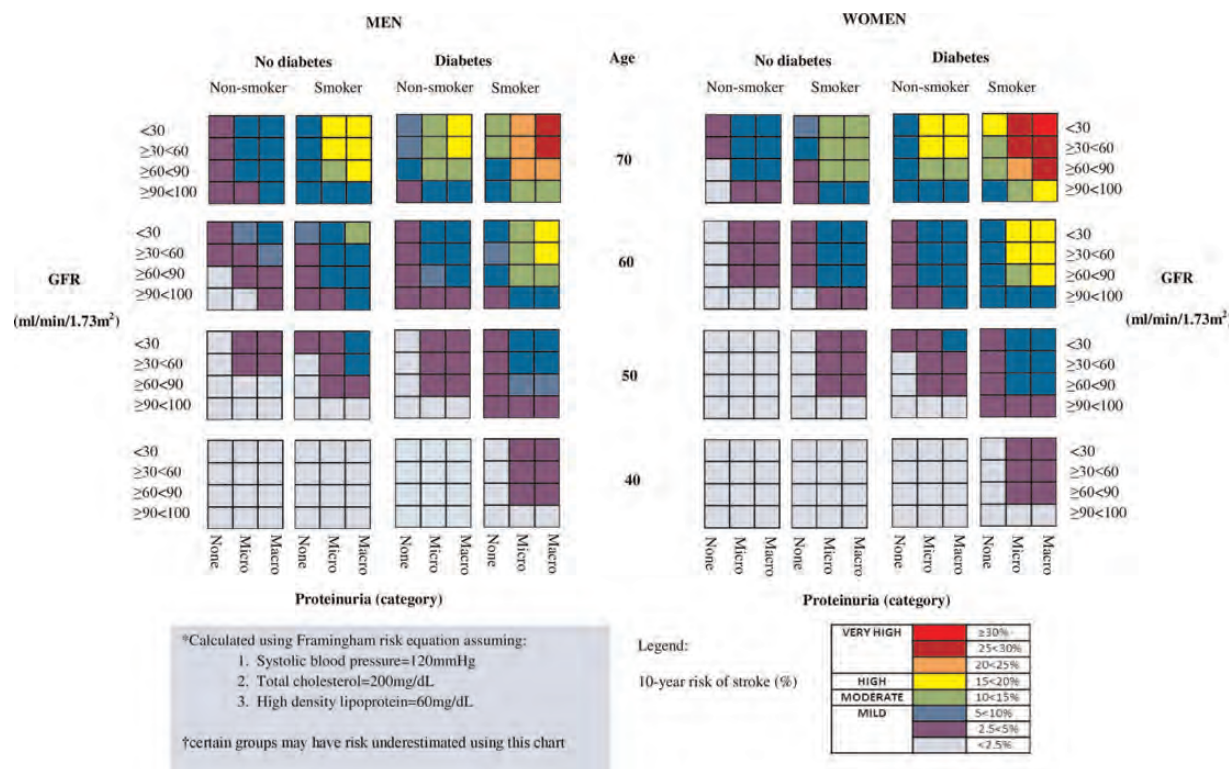 MEN
WOMEN
No diabetes Diabetes Age No diabetes Diabetes
Non-smoker Smoker Non-smoker Smoker Non-smoker Smoker Non-smoker Smoker
<30 <30
≥30<60 70 ≥30<60
≥60<90 ≥60<90
≥90<100 ≥90<100
<30 <30
≥30<60 60 ≥30<60
≥60<90 ≥60<90
≥90<100 ≥90<100
GFR GFR
(ml/min/1.73m²) (ml/min/1.73m²)
<30 <30
≥30<60 50 ≥30<60
≥60<90 ≥60<90
≥90<100 ≥90<100
<30 <30
≥30<60 40 ≥30<60
≥60<90 ≥60<90
≥90<100 ≥90<100
None Micro Macro None Micro Macro None Micro Macro None Micro Macro None Micro Macro None Micro Macro None Micro Macro None Micro Macro
Proteinuria (category) Proteinuria (category)
*Calculated using Framingham risk equation assuming:
1. Systolic blood pressure=120mmHg
2. Total cholesterol=200mg/dL
3. High density lipoprotein=60mg/dL
†certain groups may have risk underestimated using this chart
Legend:
10-year risk of stroke (%)
VERY HIGH ≥30%
25<30%
20<25%
HIGH 15<20%
MODERATE 10<15%
MILD 5<10%
2.5<5%
<2.5%